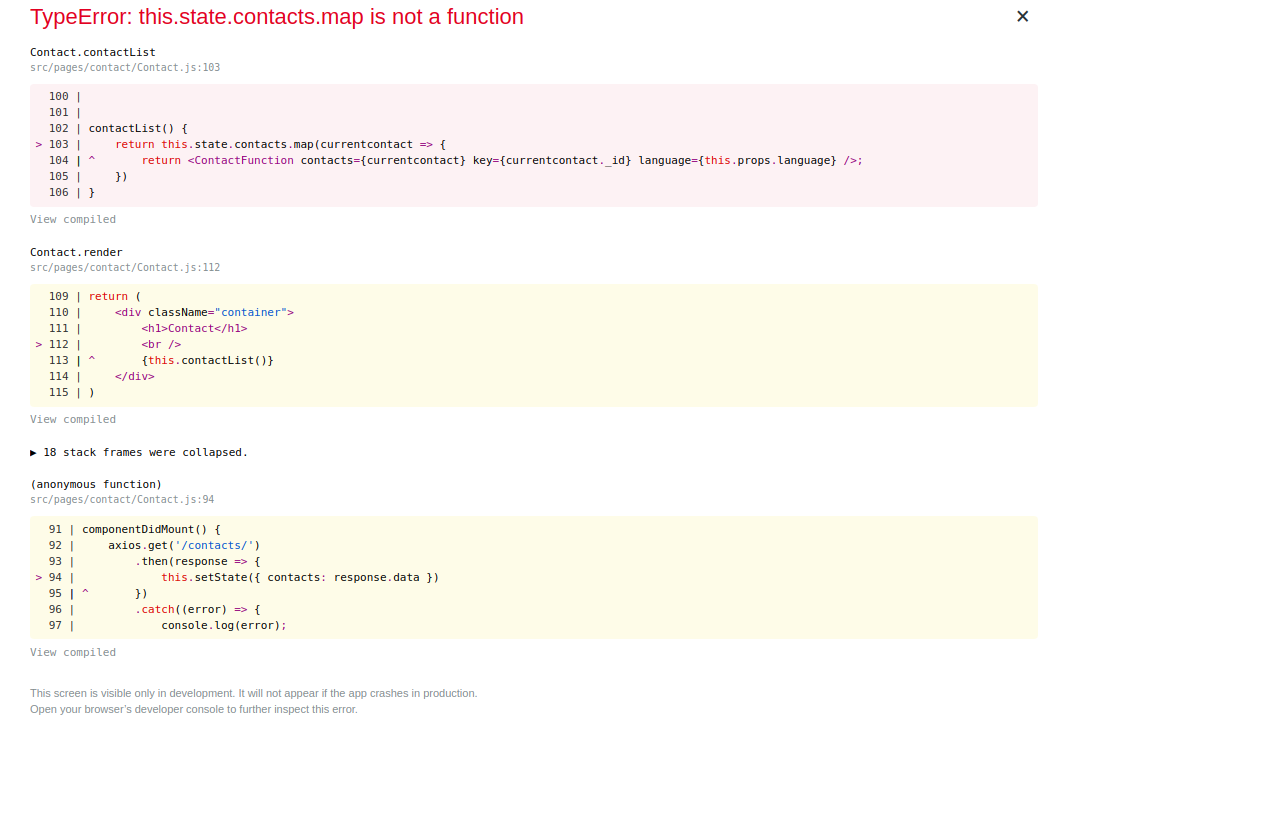 TypeError: this.state.contacts.map is not a function ×
Contact.contactList
src/pages/contact/Contact.js:103
  100 |
  101 |
  102 | contactList() {
> 103 |     return this.state.contacts.map(currentcontact => {
  104 | ^       return <ContactFunction contacts={currentcontact} key={currentcontact._id} language={this.props.language} />;
  105 |     })
  106 | }
View compiled
Contact.render
src/pages/contact/Contact.js:112
  109 | return (
  110 |     <div className="container">
  111 |         <h1>Contact</h1>
> 112 |         <br />
  113 | ^       {this.contactList()}
  114 |     </div>
  115 | )
View compiled
▶ 18 stack frames were collapsed.
(anonymous function)
src/pages/contact/Contact.js:94
  91 | componentDidMount() {
  92 |     axios.get('/contacts/')
  93 |         .then(response => {
> 94 |             this.setState({ contacts: response.data })
  95 | ^       })
  96 |         .catch((error) => {
  97 |             console.log(error);
View compiled
This screen is visible only in development. It will not appear if the app crashes in production.
Open your browser’s developer console to further inspect this error.